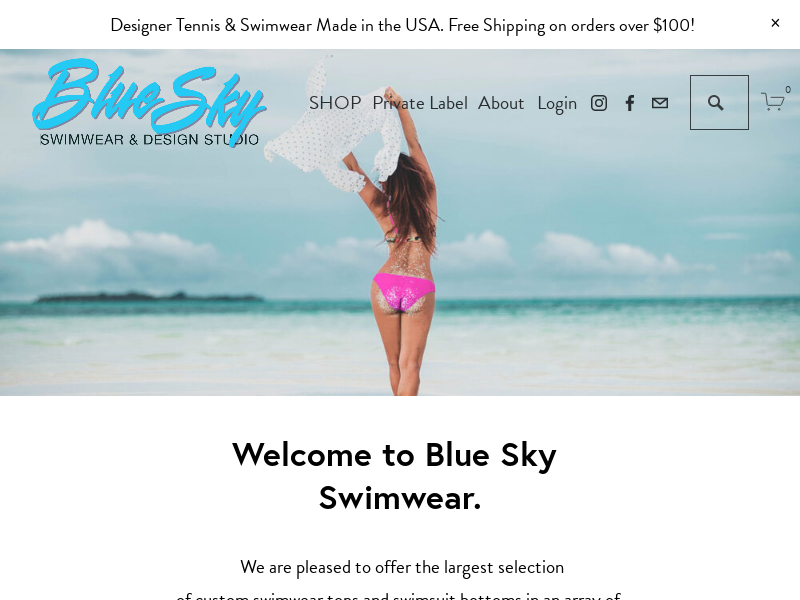 Designer Tennis & Swimwear Made in the USA. Free Shipping on orders over $100!
Blue Sky
SWIMWEAR & DESIGN STUDIO
SHOP Private Label About Login
0
Welcome to Blue Sky
Swimwear.
We are pleased to offer the largest selection
of custom swimwear tops and swimsuit bottoms in an array of